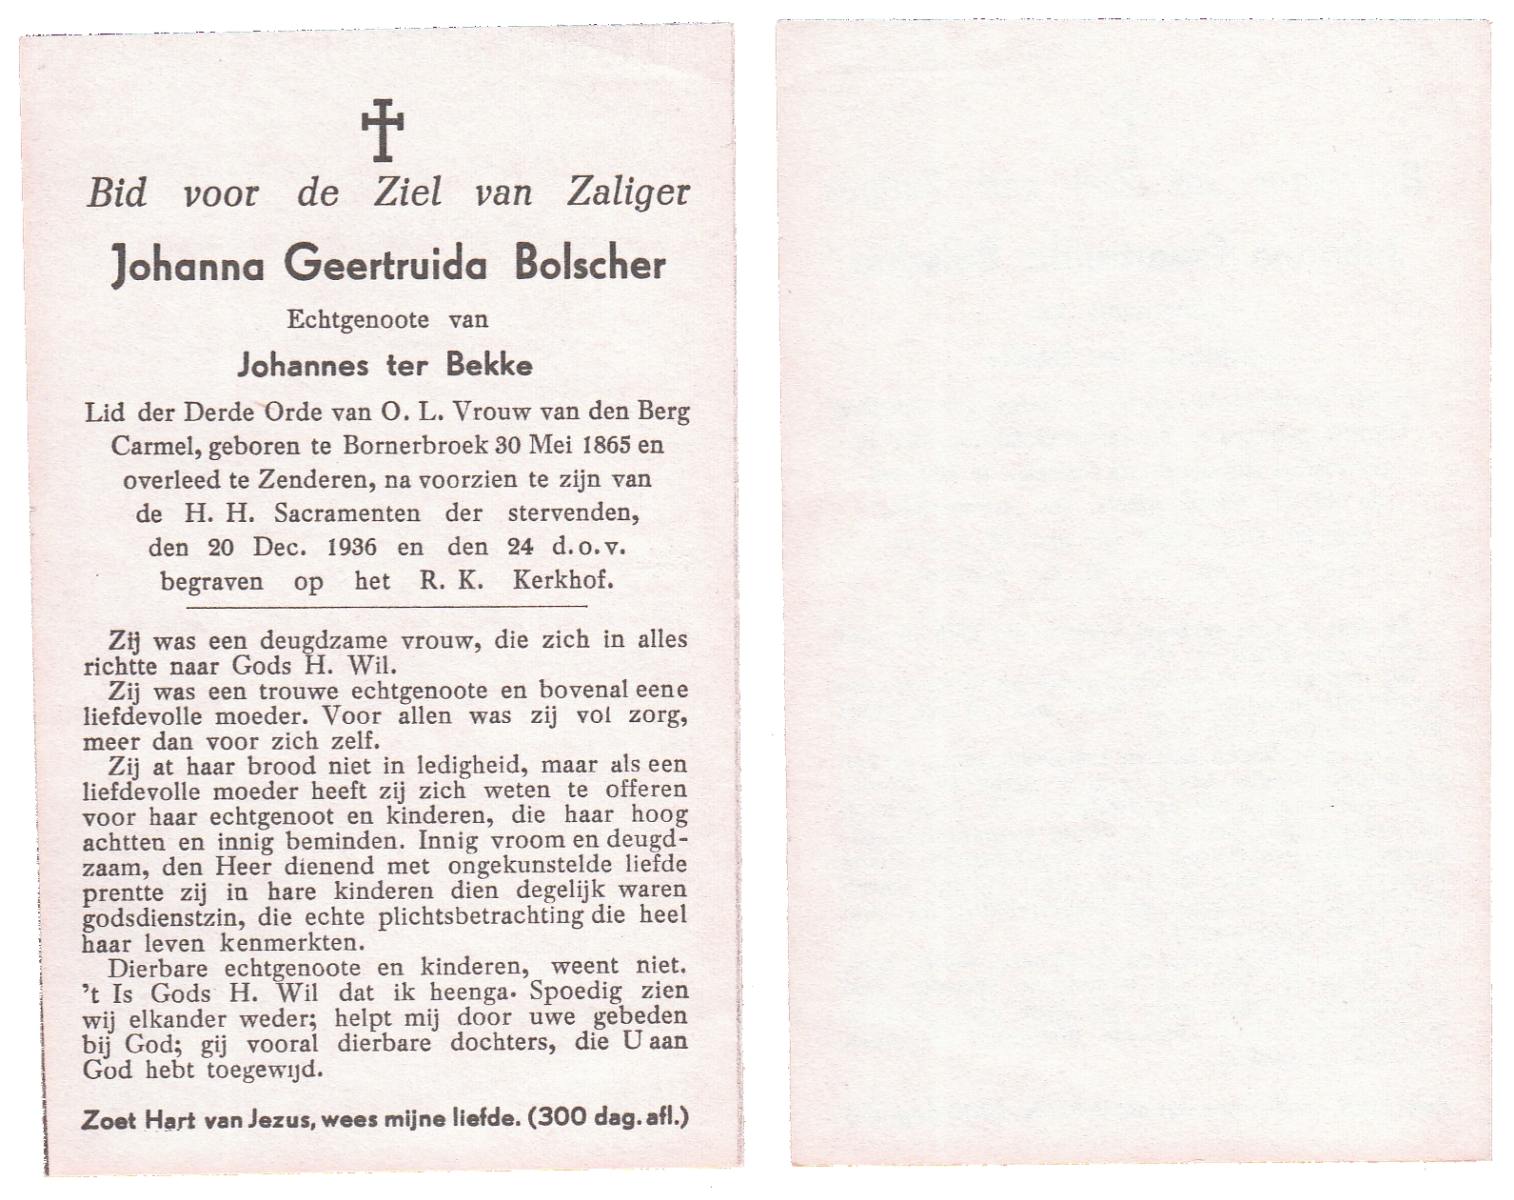 Bid voor de Ziel van Zaliger
Johanna Geertruida Bolscher
Echtgenoote van
Johannes ter Bekke
Lid der Derde Orde van O. L. Vrouw van den Berg
Carmel, geboren te Bornerbroek 30 Mei 1865 en
overleed te Zenderen, na voorzien te zijn van
de H. H. Sacramenten der stervenden,
den 20 Dec. 1936 en den 24 d.o.v.
begraven op het R. K. Kerkhof.
Zij was een deugdzame vrouw, die zich in alles
richtte naar Gods H. Wil.
Zij was een trouwe echtgenoote en bovenal eene
liefdevolle moeder. Voor allen was zij vol zorg,
meer dan voor zich zelf.
Zij at haar brood niet in ledigheid, maar als een
liefdevolle moeder heeft zij zich weten te offeren
voor haar echtgenoot en kinderen, die haar hoog
achtten en innig beminden. Innig vroom en deugd-
zaam, den Heer dienend met ongekunstelde liefde
prentte zij in hare kinderen dien degelijk waren
godsdienstzin, die echte plichtsbetrachting die heel
haar leven kenmerkten.
Dierbare echtgenoote en kinderen, weent niet.
't Is Gods H. Wil dat ik heenga. Spoedig zien
wij elkander weder; helpt mij door uwe gebeden
bij God; gij vooral dierbare dochters, die U aan
God hebt toegewijd.
Zoet Hart van Jezus, wees mijne liefde. (300 dag. afl.)